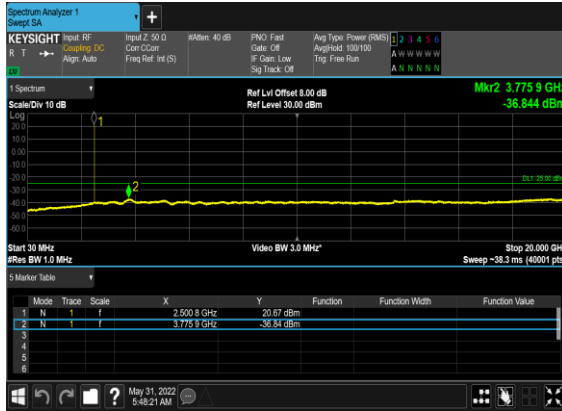 Spectrum Analyzer 1
Swept SA
+
KEYSIGHT Input: RF Input Z: 50 Ω #Atten: 40 dB PNO: Fast Avg Type: Power (RMS) 1 2 3 4 5 6
R T Coupling: DC Corr CCorr Gate: Off Avg|Hold: 100/100 A W W W W W
Align: Auto Freq Ref: Int (S) IF Gain: Low Trig: Free Run
LU Sig Track: Off A N N N N N
1 Spectrum Ref Lvl Offset 8.00 dB Mkr2 3.775 9 GHz
Scale/Div 10 dB Ref Level 30.00 dBm -36.844 dBm
Log
20.0
10.0
0.00
-10.0
-20.0
-30.0
-40.0
-50.0
-60.0
1
2
DL1 -25.00 dBm
Start 30 MHz Video BW 3.0 MHz* Stop 20.000 GHz
#Res BW 1.0 MHz Sweep ~38.3 ms (40001 pts)
5 Marker Table
Mode Trace Scale X Y Function Function Width Function Value
1 N 1 f 2.500 8 GHz 20.67 dBm
2 N 1 f 3.775 9 GHz -36.84 dBm
3
4
5
6
? May 31, 2022
5:48:21 AM